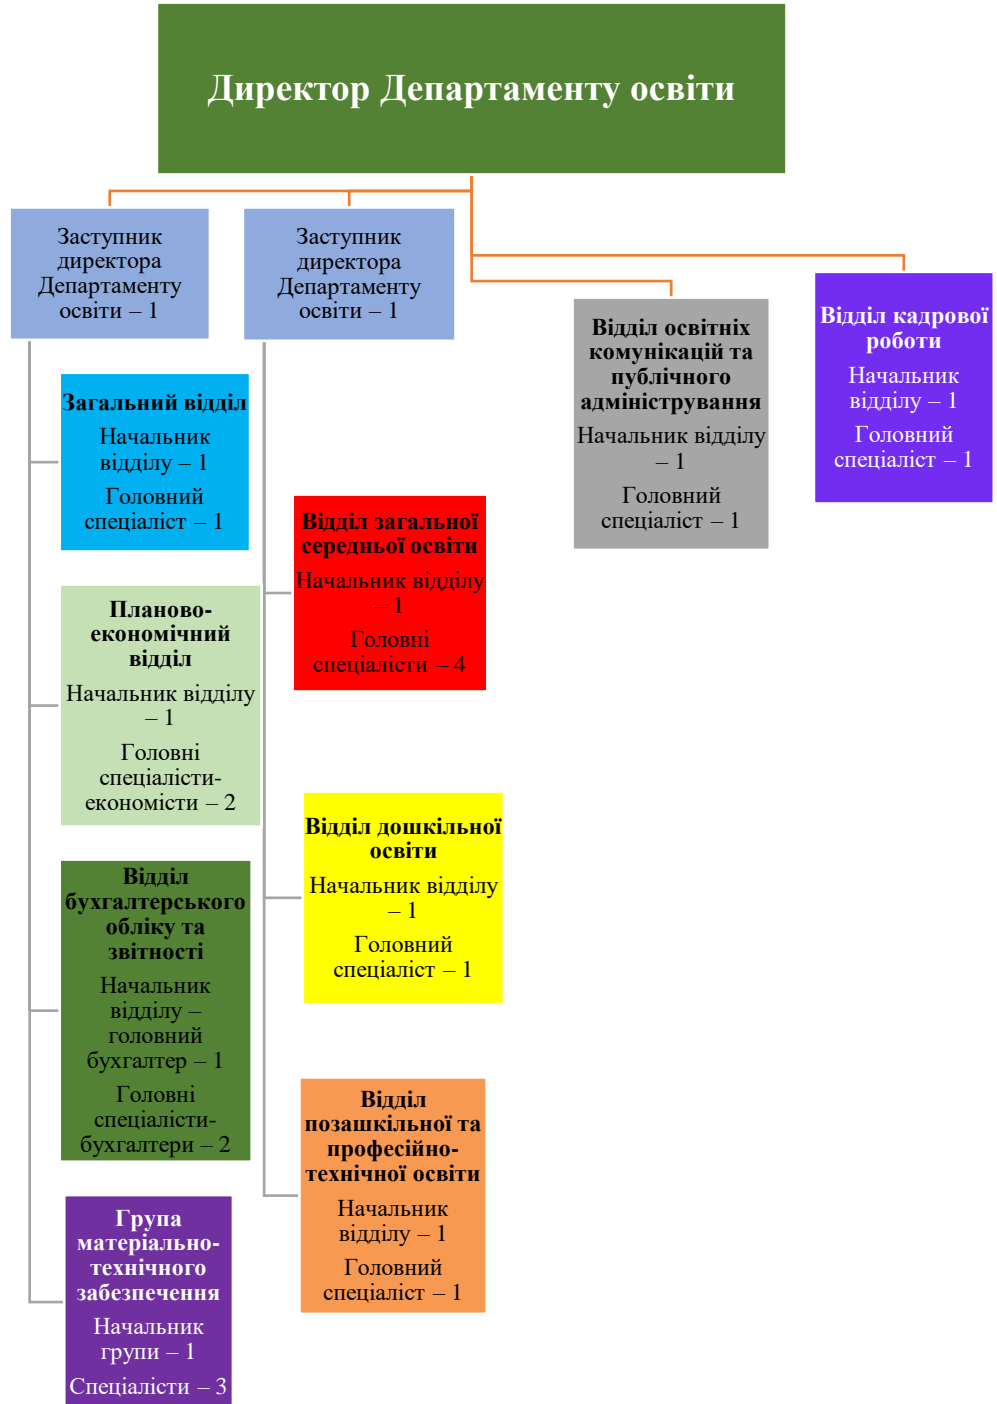 Директор Департаменту освіти
Заступник
директора
Департаменту
освіти – 1
Заступник
директора
Департаменту
освіти – 1
Відділ освітніх
комунікацій та
публічного
адміністрування
Начальник відділу
– 1
Головний
спеціаліст – 1
Відділ кадрової
роботи
Начальник
відділу – 1
Головний
спеціаліст – 1
Загальний відділ
Начальник
відділу – 1
Головний
спеціаліст – 1
Планово-
економічний
відділ
Начальник відділу
– 1
Головні
спеціалісти-
економісти – 2
Відділ
бухгалтерського
обліку та
звітності
Начальник
відділу –
головний
бухгалтер – 1
Головні
спеціалісти-
бухгалтери – 2
Група
матеріально-
технічного
забезпечення
Начальник
групи – 1
Спеціалісти – 3
Відділ загальної
середньої освіти
Начальник відділу
– 1
Головні
спеціалісти – 4
Відділ дошкільної
освіти
Начальник відділу
– 1
Головний
спеціаліст – 1
Відділ
позашкільної та
професійно-
технічної освіти
Начальник
відділу – 1
Головний
спеціаліст – 1